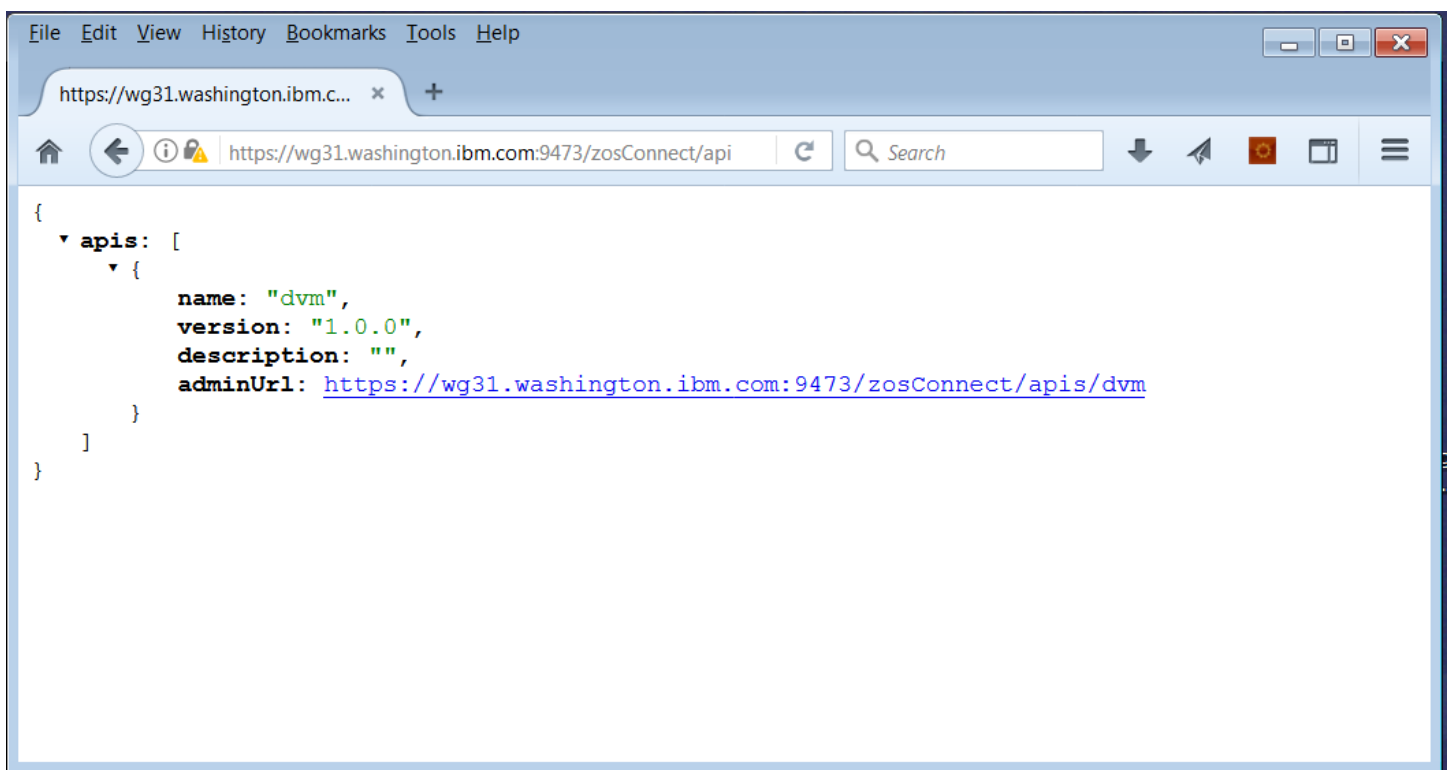 File Edit View History Bookmarks Tools Help
https://wg31.washington.ibm.c...
https://wg31.washington.ibm.com:9473/zosConnect/api
Search
{
apis: [
{
name: "dvm",
version: "1.0.0",
description: "",
adminUrl: https://wg31.washington.ibm.com:9473/zosConnect/apis/dvm
}
]
}